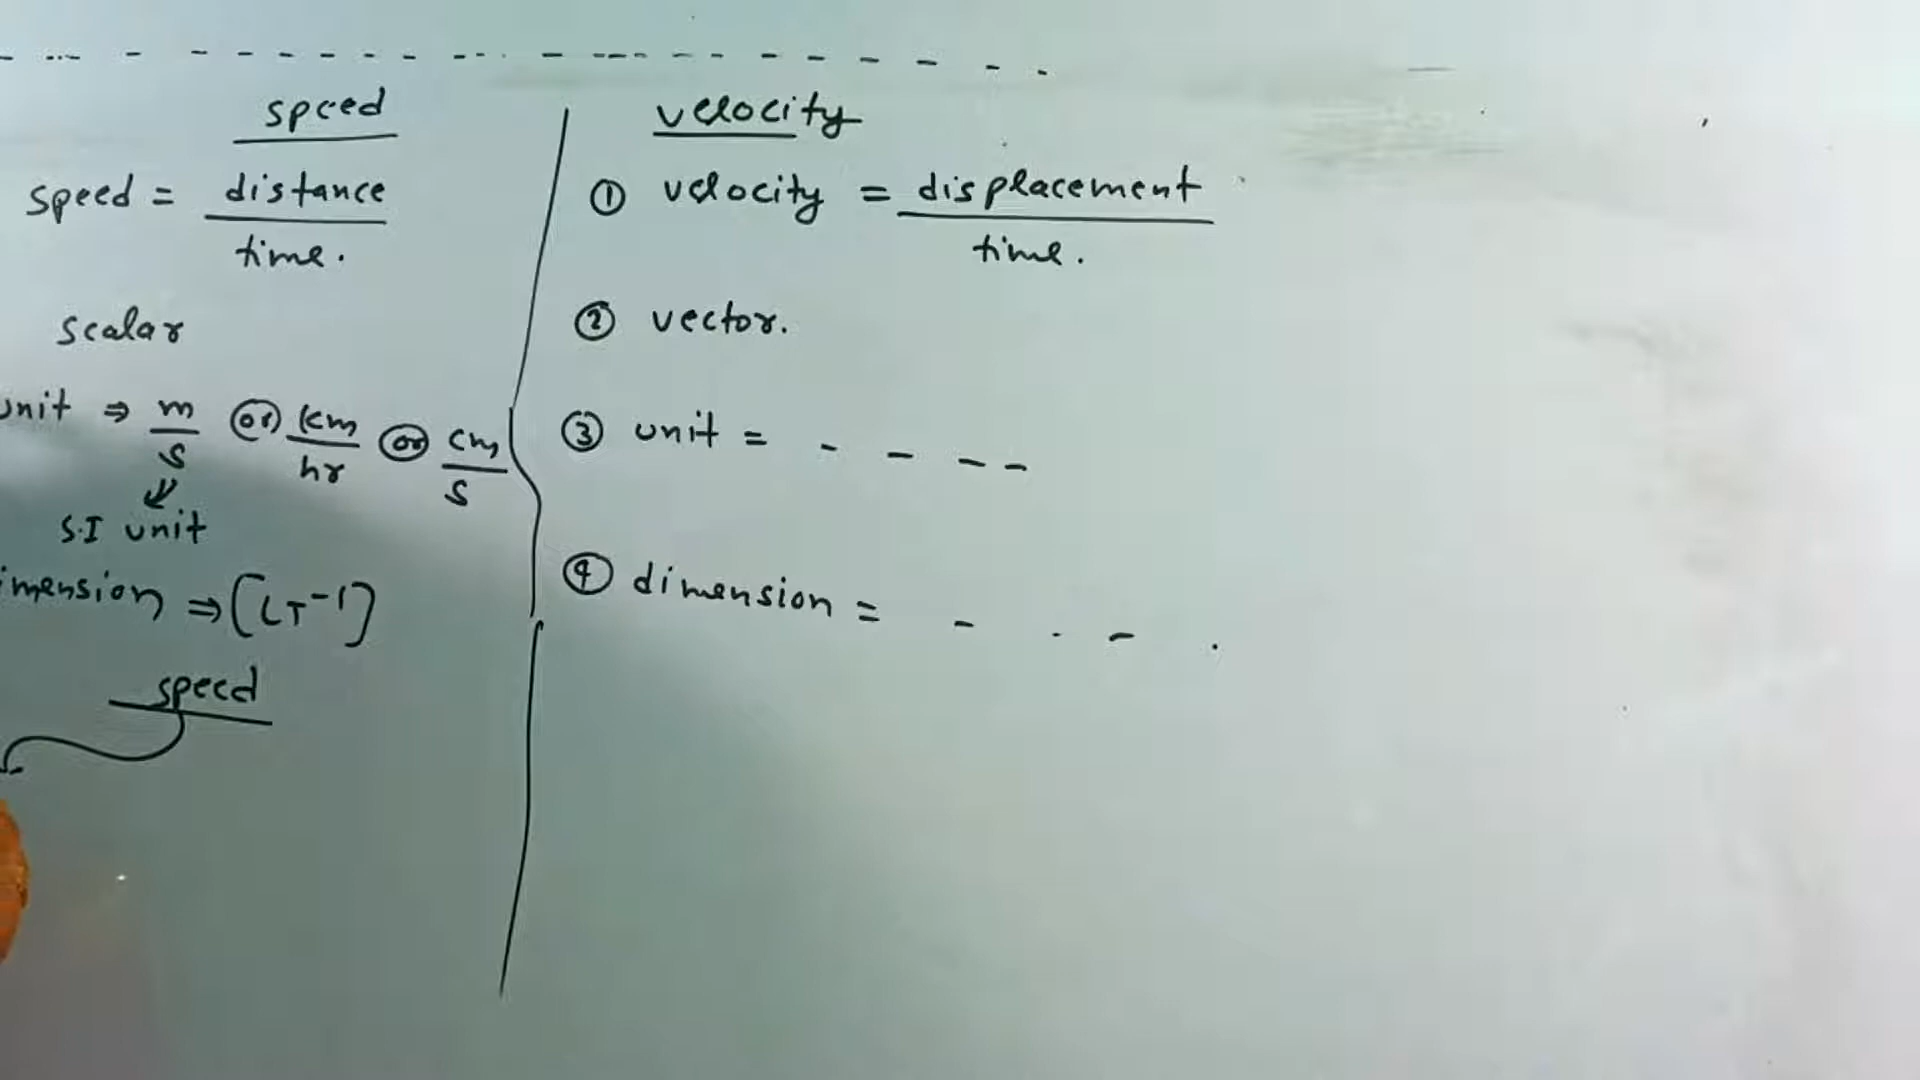 speed
speed = distance
time.
scalar
unit ⇒ m/s or km/hr or cm/s
S.I unit
imension ⇒ [LT⁻¹]
speed
velocity
① velocity = displacement
time.
② vector.
③ unit = - - - -
④ dimension = - . - .